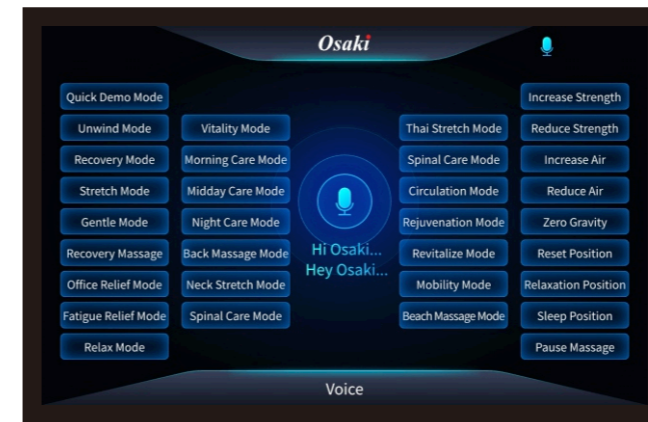 Osaki
Quick Demo Mode
Unwind Mode
Recovery Mode
Stretch Mode
Gentle Mode
Recovery Massage
Office Relief Mode
Fatigue Relief Mode
Relax Mode
Vitality Mode
Morning Care Mode
Midday Care Mode
Night Care Mode
Back Massage Mode
Neck Stretch Mode
Spinal Care Mode
Hi Osaki...
Hey Osaki...
Thai Stretch Mode
Spinal Care Mode
Circulation Mode
Rejuvenation Mode
Revitalize Mode
Mobility Mode
Beach Massage Mode
Increase Strength
Reduce Strength
Increase Air
Reduce Air
Zero Gravity
Reset Position
Relaxation Position
Sleep Position
Pause Massage
Voice